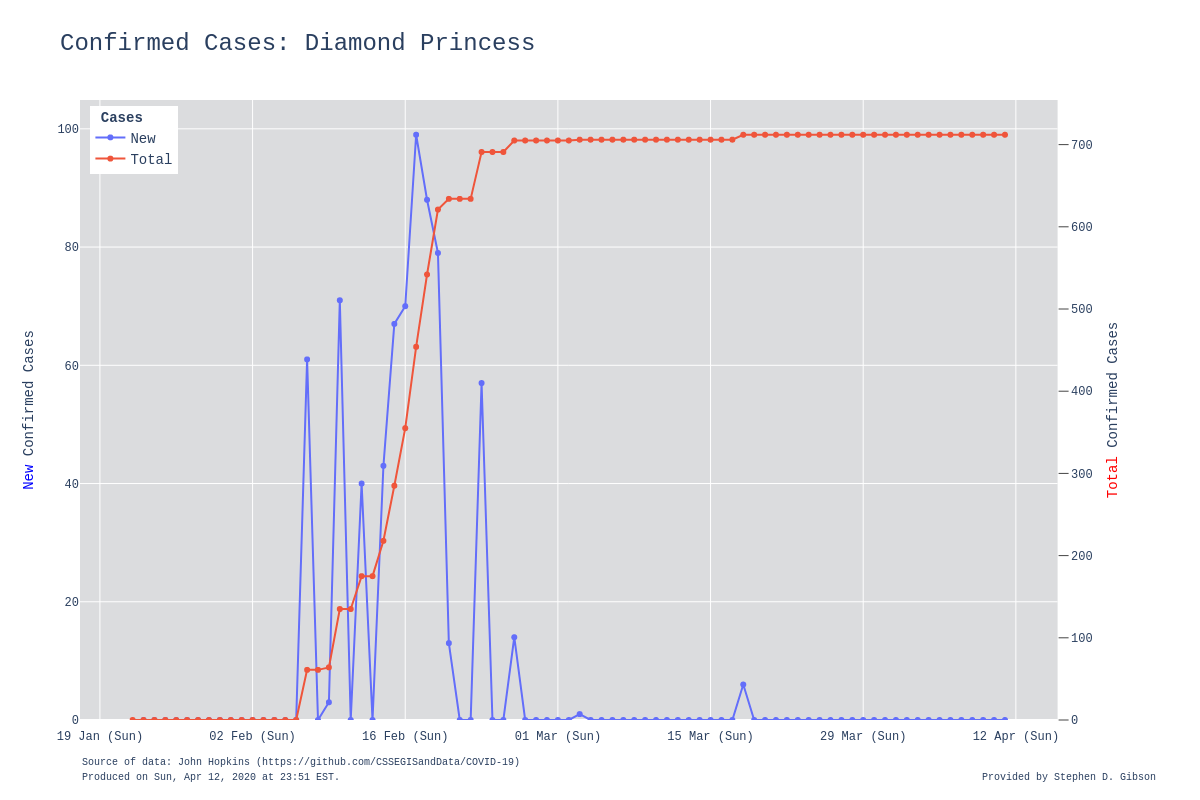 Confirmed Cases: Diamond Princess
Cases
New
Total
100
80
60
40
20
0
New Confirmed Cases
700
600
500
400
300
200
100
0
Total Confirmed Cases
19 Jan (Sun) 02 Feb (Sun) 16 Feb (Sun) 01 Mar (Sun) 15 Mar (Sun) 29 Mar (Sun) 12 Apr (Sun)
Source of data: John Hopkins (https://github.com/CSSEGISandData/COVID-19)
Produced on Sun, Apr 12, 2020 at 23:51 EST.
Provided by Stephen D. Gibson